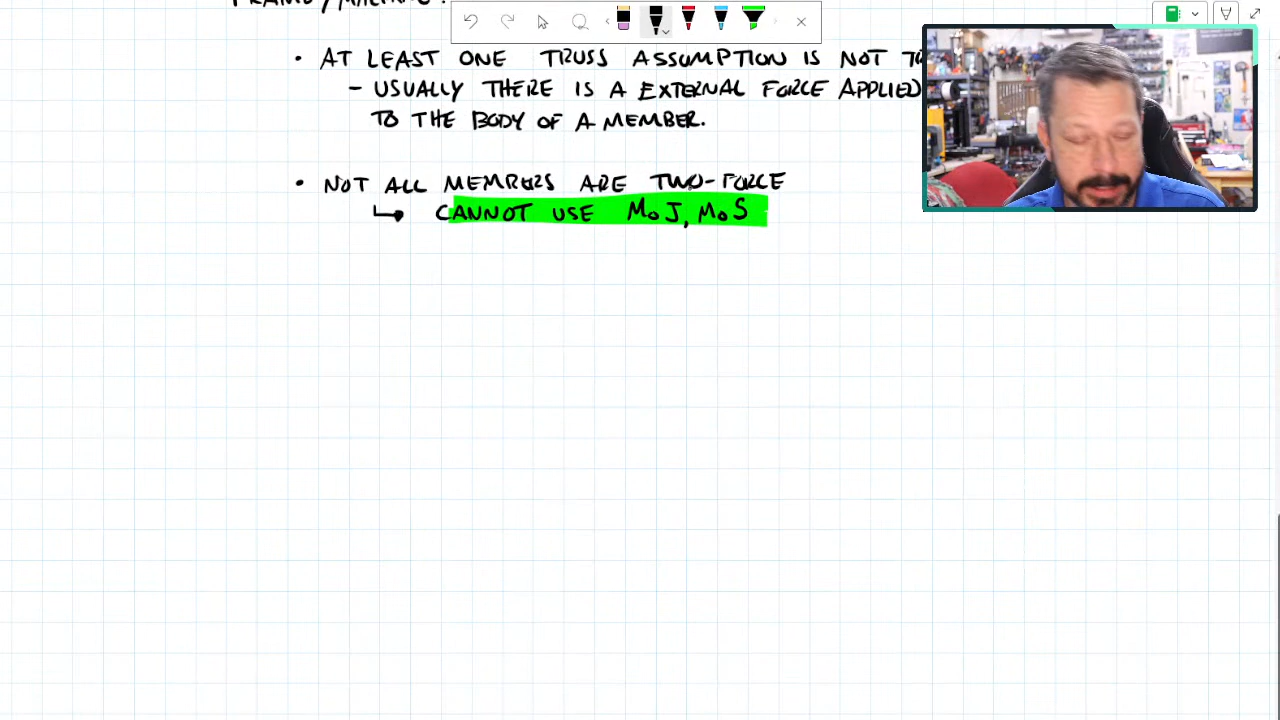 • AT LEAST ONE TRUSS ASSUMPTION IS NOT
– USUALLY THERE IS A EXTERNAL FORCE APPLIED
TO THE BODY OF A MEMBER.
• NOT ALL MEMBERS ARE TWO-FORCE
↳ CANNOT USE MoJ, MoS